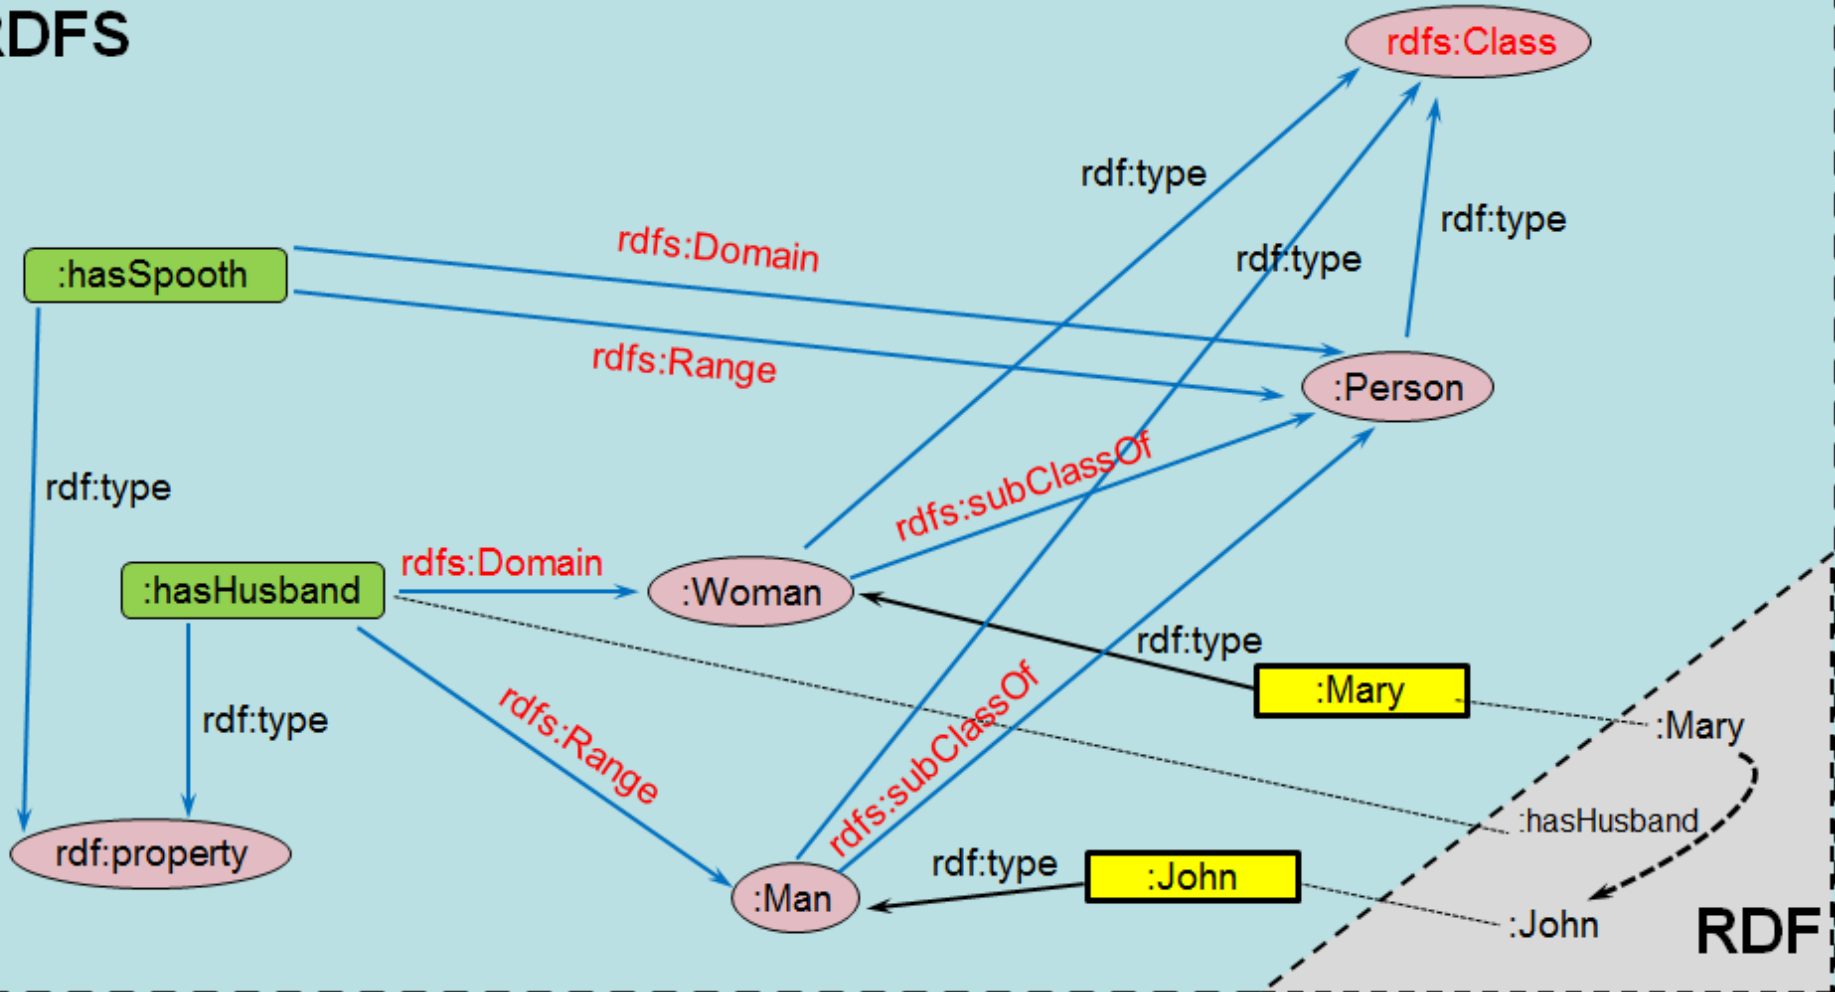 RDFS
rdfs:Class
rdf:type
rdf:type
rdfs:Domain
rdf:type
:hasSpooth
rdfs:Range
:Person
rdfs:subClassOf
rdf:type
rdfs:Domain
:hasHusband
:Woman
rdf:type
:Mary
rdf:type
rdfs:Range
rdfs:subClassOf
:Mary
:hasHusband
rdf:property
rdf:type
:John
:Man
:John
RDF